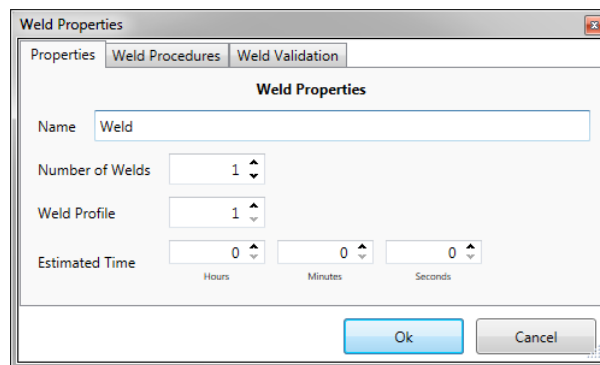 Weld Properties
Properties Weld Procedures Weld Validation
Weld Properties
Name Weld
Number of Welds 1
Weld Profile 1
Estimated Time 0 0 0
Hours Minutes Seconds
Ok Cancel